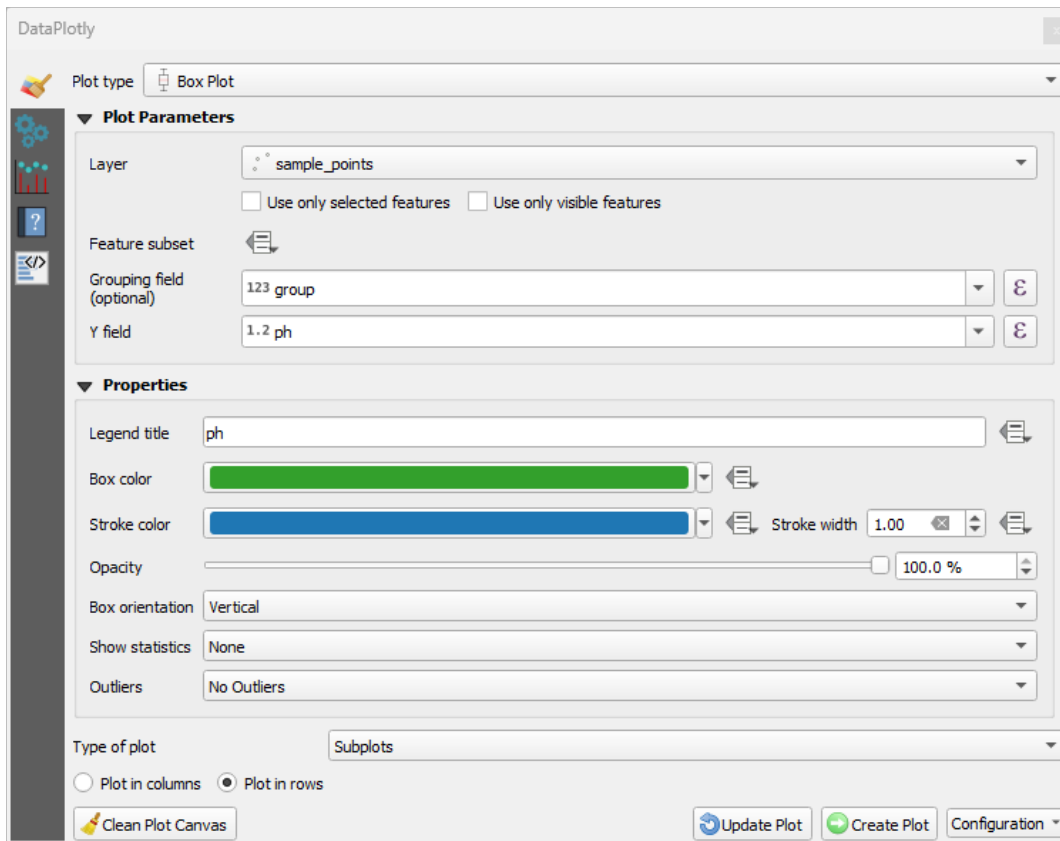 DataPlotly
Plot type Box Plot
Plot Parameters
Layer sample_points
Use only selected features Use only visible features
Feature subset
Grouping field
(optional) 123 group ε
Y field 1.2 ph ε
Properties
Legend title ph
Box color
Stroke color Stroke width 1.00
Opacity 100.0 %
Box orientation Vertical
Show statistics None
Outliers No Outliers
Type of plot Subplots
Plot in columns Plot in rows
Clean Plot Canvas Update Plot Create Plot Configuration